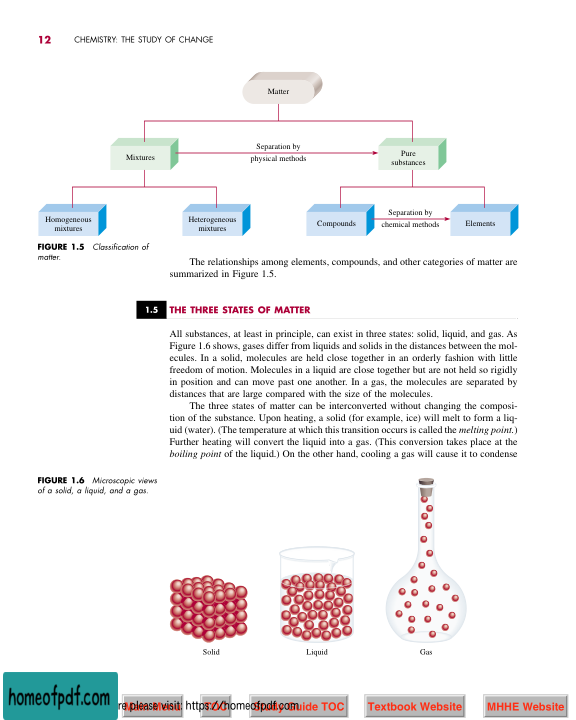 12 CHEMISTRY: THE STUDY OF CHANGE
Matter
Mixtures
Separation by
physical methods
Pure
substances
Homogeneous
mixtures
Heterogeneous
mixtures
Compounds
Separation by
chemical methods
Elements
FIGURE 1.5 Classification of
matter.
The relationships among elements, compounds, and other categories of matter are
summarized in Figure 1.5.
1.5 THE THREE STATES OF MATTER
All substances, at least in principle, can exist in three states: solid, liquid, and gas. As
Figure 1.6 shows, gases differ from liquids and solids in the distances between the mol-
ecules. In a solid, molecules are held close together in an orderly fashion with little
freedom of motion. Molecules in a liquid are close together but are not held so rigidly
in position and can move past one another. In a gas, the molecules are separated by
distances that are large compared with the size of the molecules.
The three states of matter can be interconverted without changing the composi-
tion of the substance. Upon heating, a solid (for example, ice) will melt to form a liq-
uid (water). (The temperature at which this transition occurs is called the melting point.)
Further heating will convert the liquid into a gas. (This conversion takes place at the
boiling point of the liquid.) On the other hand, cooling a gas will cause it to condense
FIGURE 1.6 Microscopic views
of a solid, a liquid, and a gas.
Solid
Liquid
Gas
homeofpdf.com
please visit: https://homeofpdf.com
Guide TOC
Textbook Website
MHHE Website